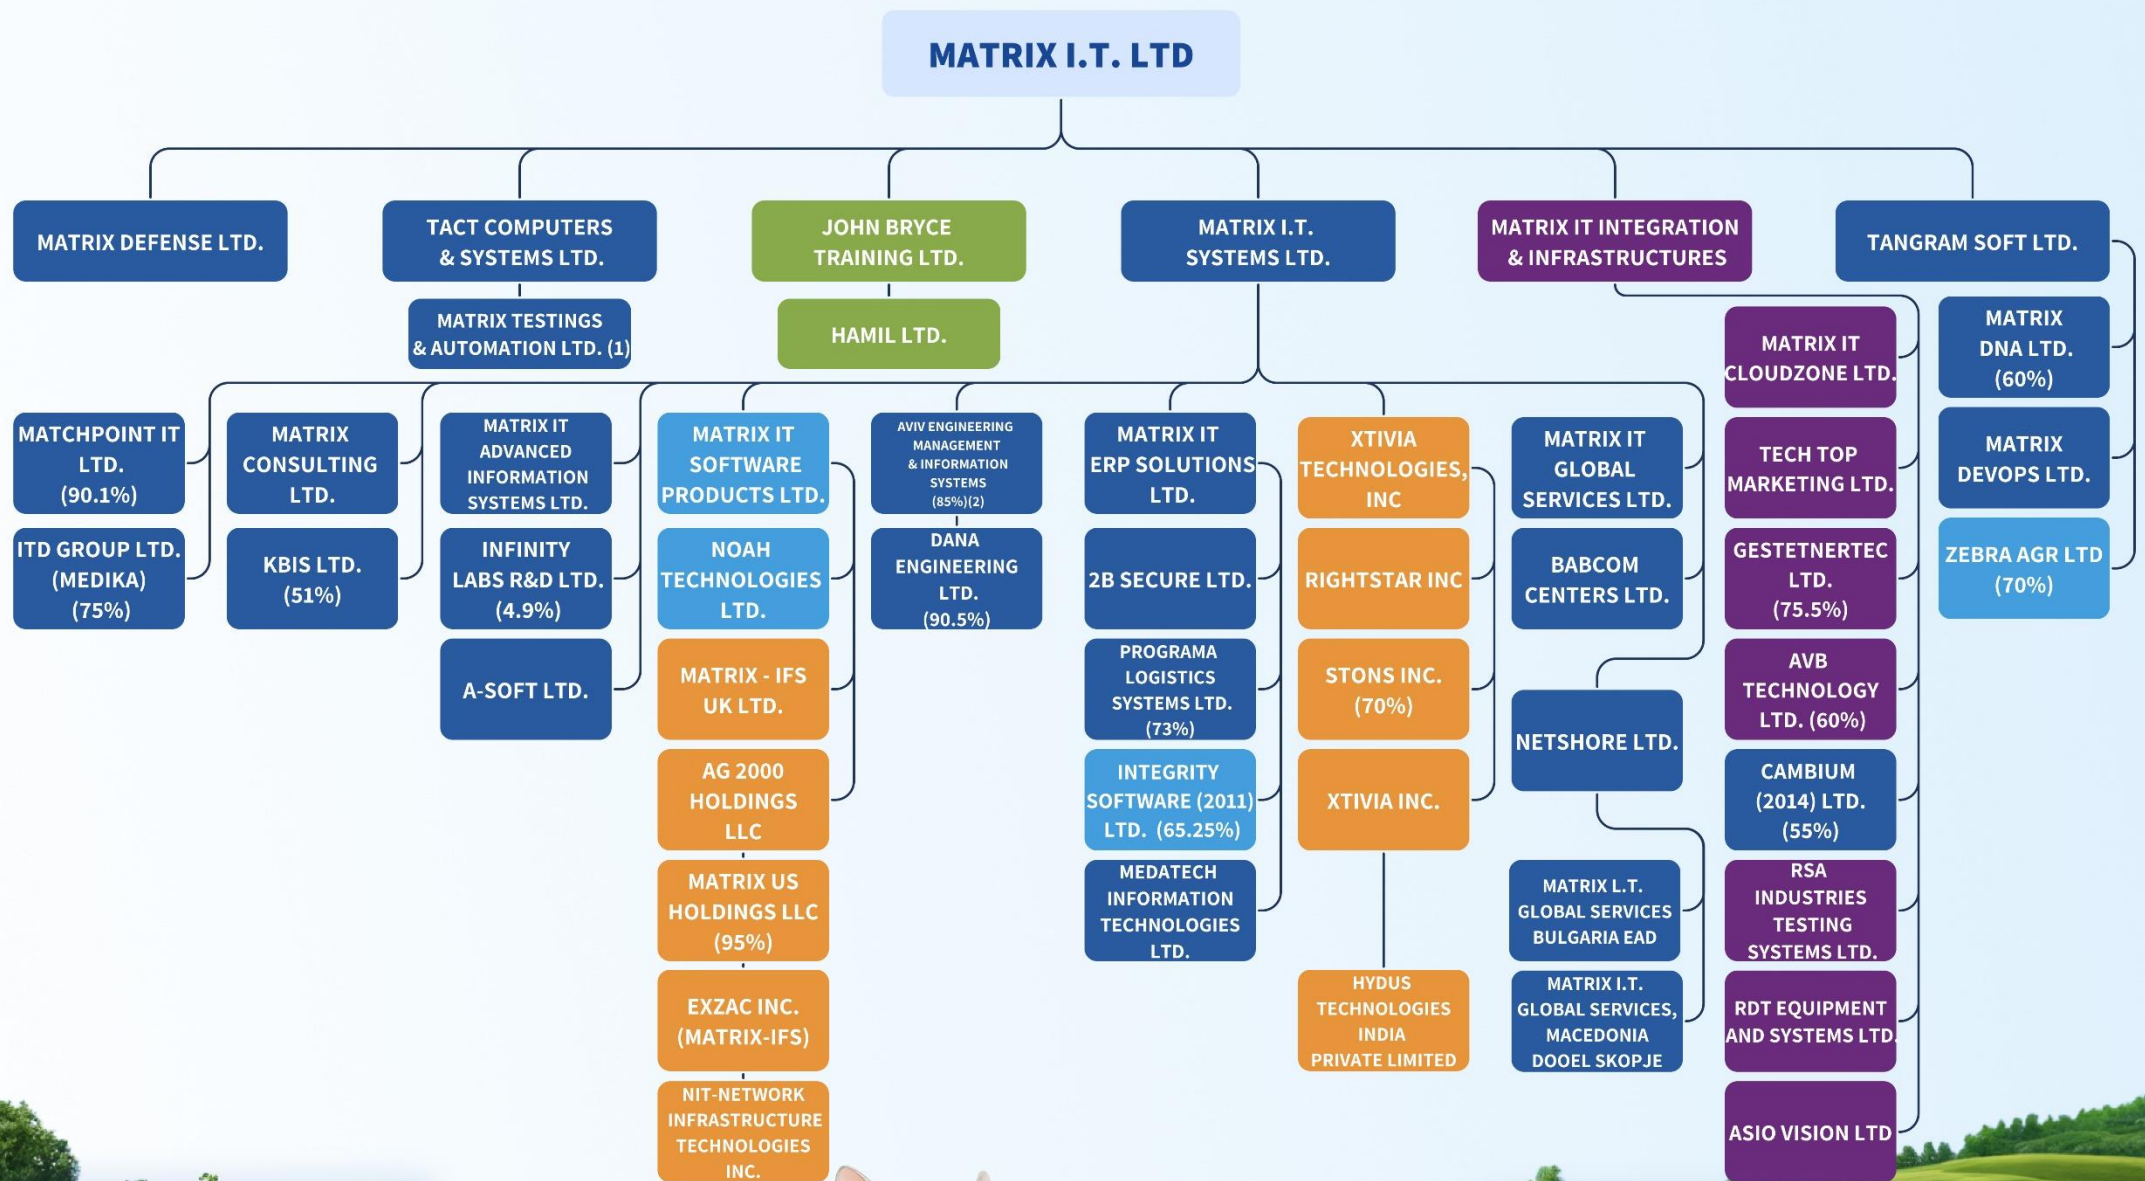 MATRIX I.T. LTD
MATRIX DEFENSE LTD.
TACT COMPUTERS
& SYSTEMS LTD.
JOHN BRYCE
TRAINING LTD.
MATRIX I.T.
SYSTEMS LTD.
MATRIX IT INTEGRATION
& INFRASTRUCTURES
TANGRAM SOFT LTD.
MATRIX TESTINGS
& AUTOMATION LTD. (1)
HAMIL LTD.
MATCHPOINT IT
LTD.
(90.1%)
ITD GROUP LTD.
(MEDIKA)
(75%)
MATRIX
CONSULTING
LTD.
KBIS LTD.
(51%)
MATRIX IT
ADVANCED
INFORMATION
SYSTEMS LTD.
INFINITY
LABS R&D LTD.
(4.9%)
A-SOFT LTD.
MATRIX IT
SOFTWARE
PRODUCTS LTD.
NOAH
TECHNOLOGIES
LTD.
MATRIX - IFS
UK LTD.
AG 2000
HOLDINGS
LLC
MATRIX US
HOLDINGS LLC
(95%)
EXZAC INC.
(MATRIX-IFS)
NIT-NETWORK
INFRASTRUCTURE
TECHNOLOGIES
INC.
AVIV ENGINEERING
MANAGEMENT
& INFORMATION
SYSTEMS
(85%)(2)
DANA
ENGINEERING
LTD.
(90.5%)
MATRIX IT
ERP SOLUTIONS
LTD.
2B SECURE LTD.
PROGRAMA
LOGISTICS
SYSTEMS LTD.
(73%)
INTEGRITY
SOFTWARE (2011)
LTD. (65.25%)
MEDATECH
INFORMATION
TECHNOLOGIES
LTD.
XTIVIA
TECHNOLOGIES,
INC
RIGHTSTAR INC
STONS INC.
(70%)
XTIVIA INC.
HYDUS
TECHNOLOGIES
INDIA
PRIVATE LIMITED
MATRIX IT
GLOBAL
SERVICES LTD.
BABCOM
CENTERS LTD.
NETSHORE LTD.
MATRIX L.T.
GLOBAL SERVICES
BULGARIA EAD
MATRIX I.T.
GLOBAL SERVICES,
MACEDONIA
DOOEL SKOPJE
MATRIX IT
CLOUDZONE LTD.
TECH TOP
MARKETING LTD.
GESTETNERTEC
LTD.
(75.5%)
AVB
TECHNOLOGY
LTD. (60%)
CAMBIUM
(2014) LTD.
(55%)
RSA
INDUSTRIES
TESTING
SYSTEMS LTD.
RDT EQUIPMENT
AND SYSTEMS LTD.
ASIO VISION LTD
MATRIX
DNA LTD.
(60%)
MATRIX
DEVOPS LTD.
ZEBRA AGR LTD
(70%)